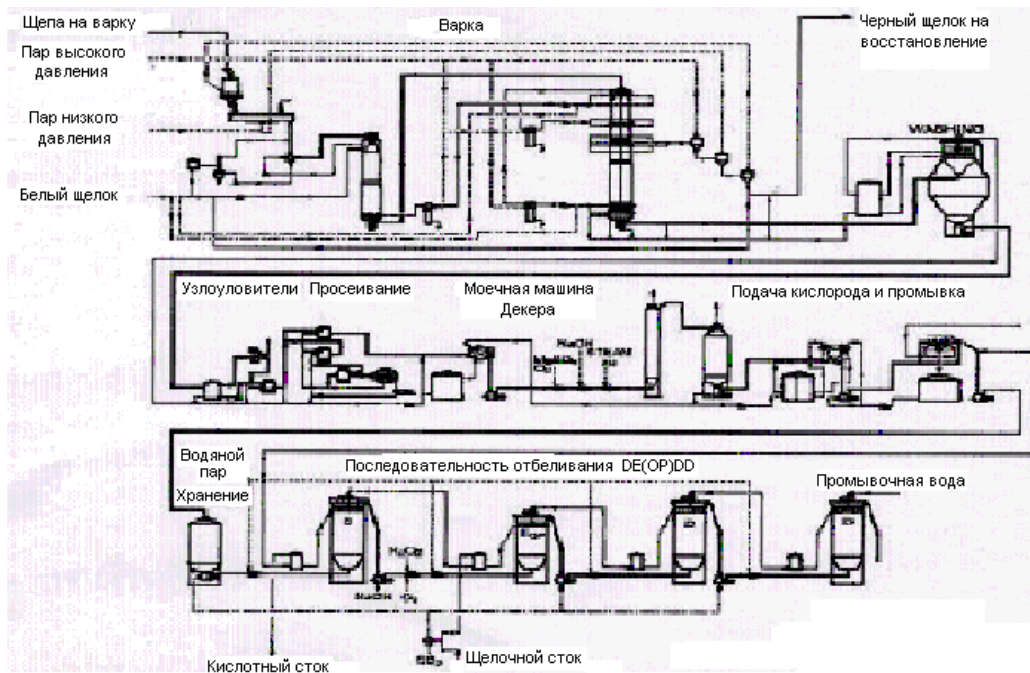 Щепа на варку
Варка
Черный щелок на
восстановление
Пар высокого
давления
Пар низкого
давления
WASHING
Белый щелок
Узлоуловители Просеивание
Моечная машина
Декера
Подача кислорода и промывка
Водяной
пар
Последовательность отбеливания DE(OP)DD
Хранение
Промывочная вода
Кислотный сток
Щелочной сток